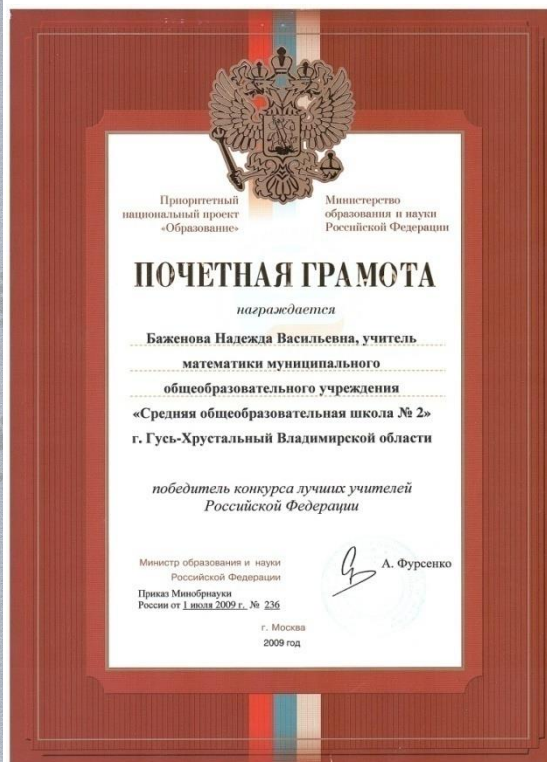 Приоритетный
национальный проект
«Образование»
Министерство
образования и науки
Российской Федерации
ПОЧЕТНАЯ ГРАМОТА
награждается
Баженова Надежда Васильевна, учитель
математики муниципального
общеобразовательного учреждения
«Средняя общеобразовательная школа № 2»
г. Гусь-Хрустальный Владимирской области
победитель конкурса лучших учителей
Российской Федерации
Министр образования и науки
Российской Федерации
А. Фурсенко
Приказ Минобрнауки
России от 1 июля 2009 г. № 236
г. Москва
2009 год